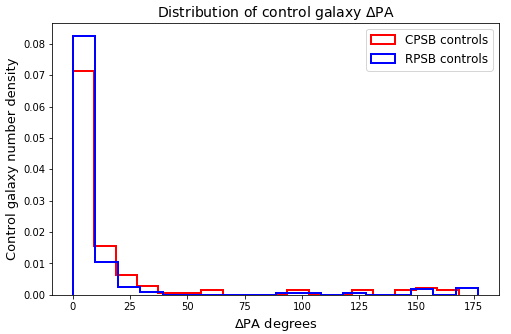 Distribution of control galaxy ΔPA
CPSB controls
RPSB controls
Control galaxy number density
0.08
0.07
0.06
0.05
0.04
0.03
0.02
0.01
0.00
0 25 50 75 100 125 150 175
ΔPA degrees